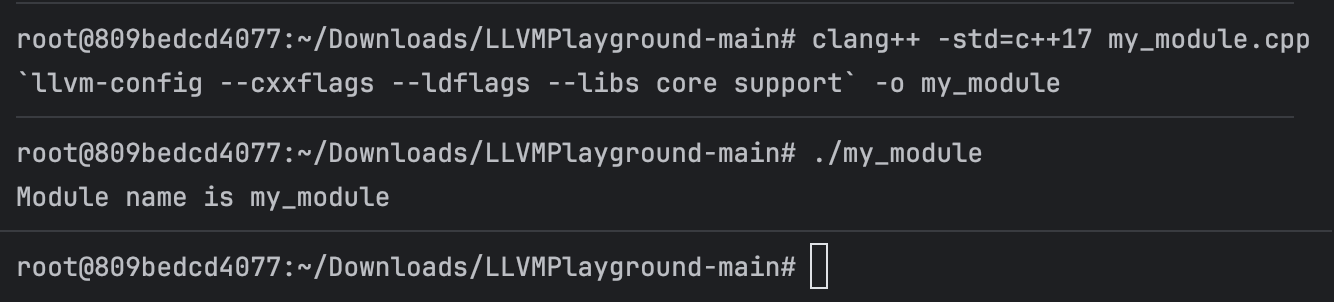 root@809bedcd4077:~/Downloads/LLVMPlayground-main# clang++ -std=c++17 my_module.cpp
`llvm-config --cxxflags --ldflags --libs core support` -o my_module
root@809bedcd4077:~/Downloads/LLVMPlayground-main# ./my_module
Module name is my_module
root@809bedcd4077:~/Downloads/LLVMPlayground-main#